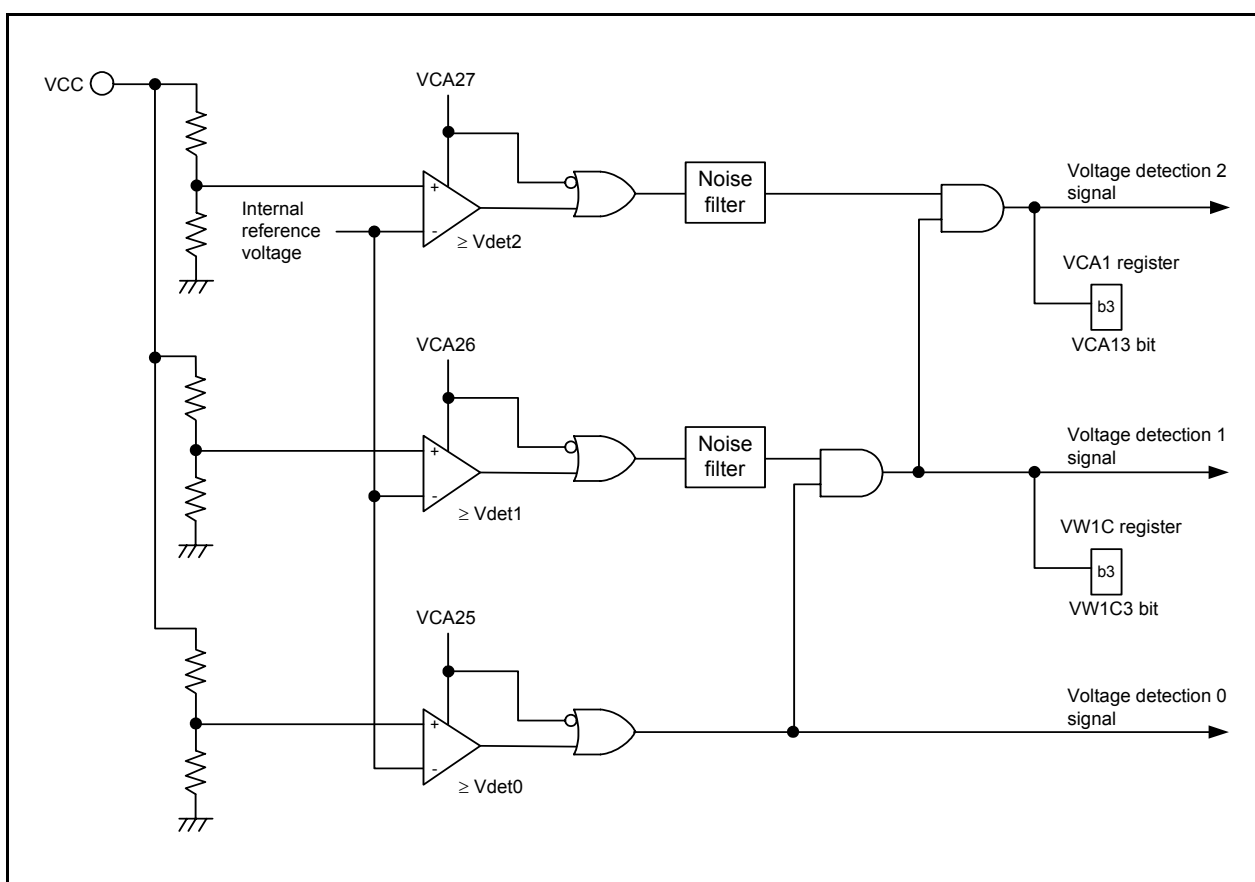 VCC
VCA27
+
-
Internal
reference
voltage
≥ Vdet2
Noise
filter
Voltage detection 2
signal
VCA1 register
b3
VCA13 bit
VCA26
+
-
≥ Vdet1
Noise
filter
Voltage detection 1
signal
VW1C register
b3
VW1C3 bit
VCA25
+
-
≥ Vdet0
Voltage detection 0
signal